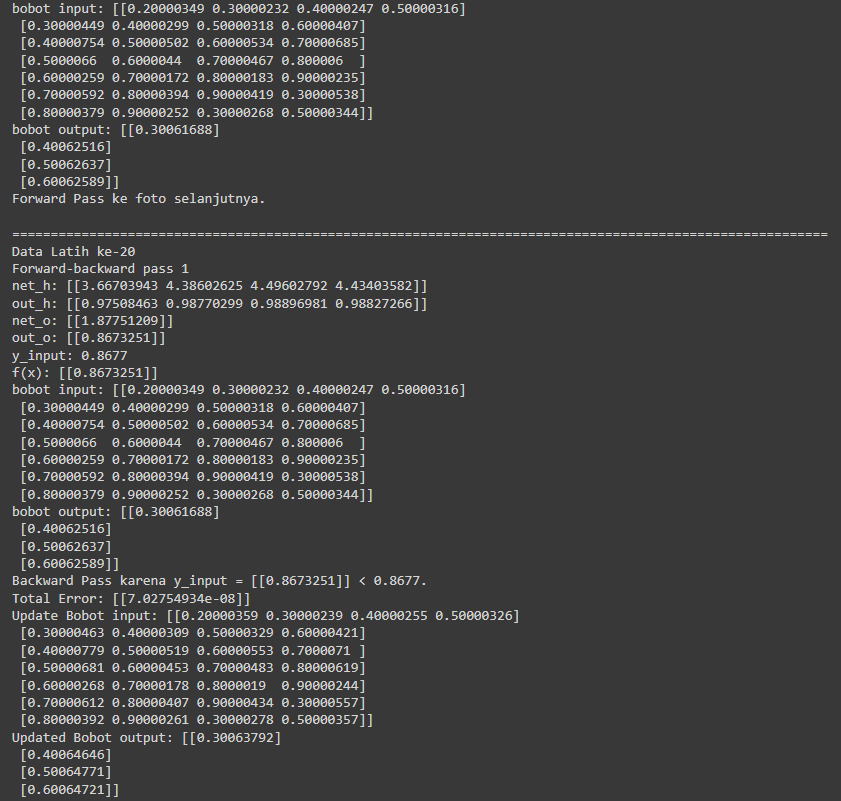 bobot input: [[0.20000349 0.30000232 0.40000247 0.50000316]
 [0.30000449 0.40000299 0.50000318 0.60000407]
 [0.40000754 0.50000502 0.60000534 0.70000685]
 [0.5000066  0.6000044  0.70000467 0.800006  ]
 [0.60000259 0.70000172 0.80000183 0.90000235]
 [0.70000592 0.80000394 0.90000419 0.30000538]
 [0.80000379 0.90000252 0.30000268 0.50000344]]
bobot output: [[0.30061688]
 [0.40062516]
 [0.50062637]
 [0.60062589]]
Forward Pass ke foto selanjutnya.
==========================================================================================================
Data Latih ke-20
Forward-backward pass 1
net_h: [[3.66703943 4.38602625 4.49602792 4.43403582]]
out_h: [[0.97508463 0.98770299 0.98896981 0.98827266]]
net_o: [[1.87751209]]
out_o: [[0.8673251]]
y_input: 0.8677
f(x): [[0.8673251]]
bobot input: [[0.20000349 0.30000232 0.40000247 0.50000316]
 [0.30000449 0.40000299 0.50000318 0.60000407]
 [0.40000754 0.50000502 0.60000534 0.70000685]
 [0.5000066  0.6000044  0.70000467 0.800006  ]
 [0.60000259 0.70000172 0.80000183 0.90000235]
 [0.70000592 0.80000394 0.90000419 0.30000538]
 [0.80000379 0.90000252 0.30000268 0.50000344]]
bobot output: [[0.30061688]
 [0.40062516]
 [0.50062637]
 [0.60062589]]
Backward Pass karena y_input = [[0.8673251]] < 0.8677.
Total Error: [[7.02754934e-08]]
Update Bobot input: [[0.20000359 0.30000239 0.40000255 0.50000326]
 [0.30000463 0.40000309 0.50000329 0.60000421]
 [0.40000779 0.50000519 0.60000553 0.7000071 ]
 [0.50000681 0.60000453 0.70000483 0.80000619]
 [0.60000268 0.70000178 0.8000019  0.90000244]
 [0.70000612 0.80000407 0.90000434 0.30000557]
 [0.80000392 0.90000261 0.30000278 0.50000357]]
Updated Bobot output: [[0.30063792]
 [0.40064646]
 [0.50064771]
 [0.60064721]]